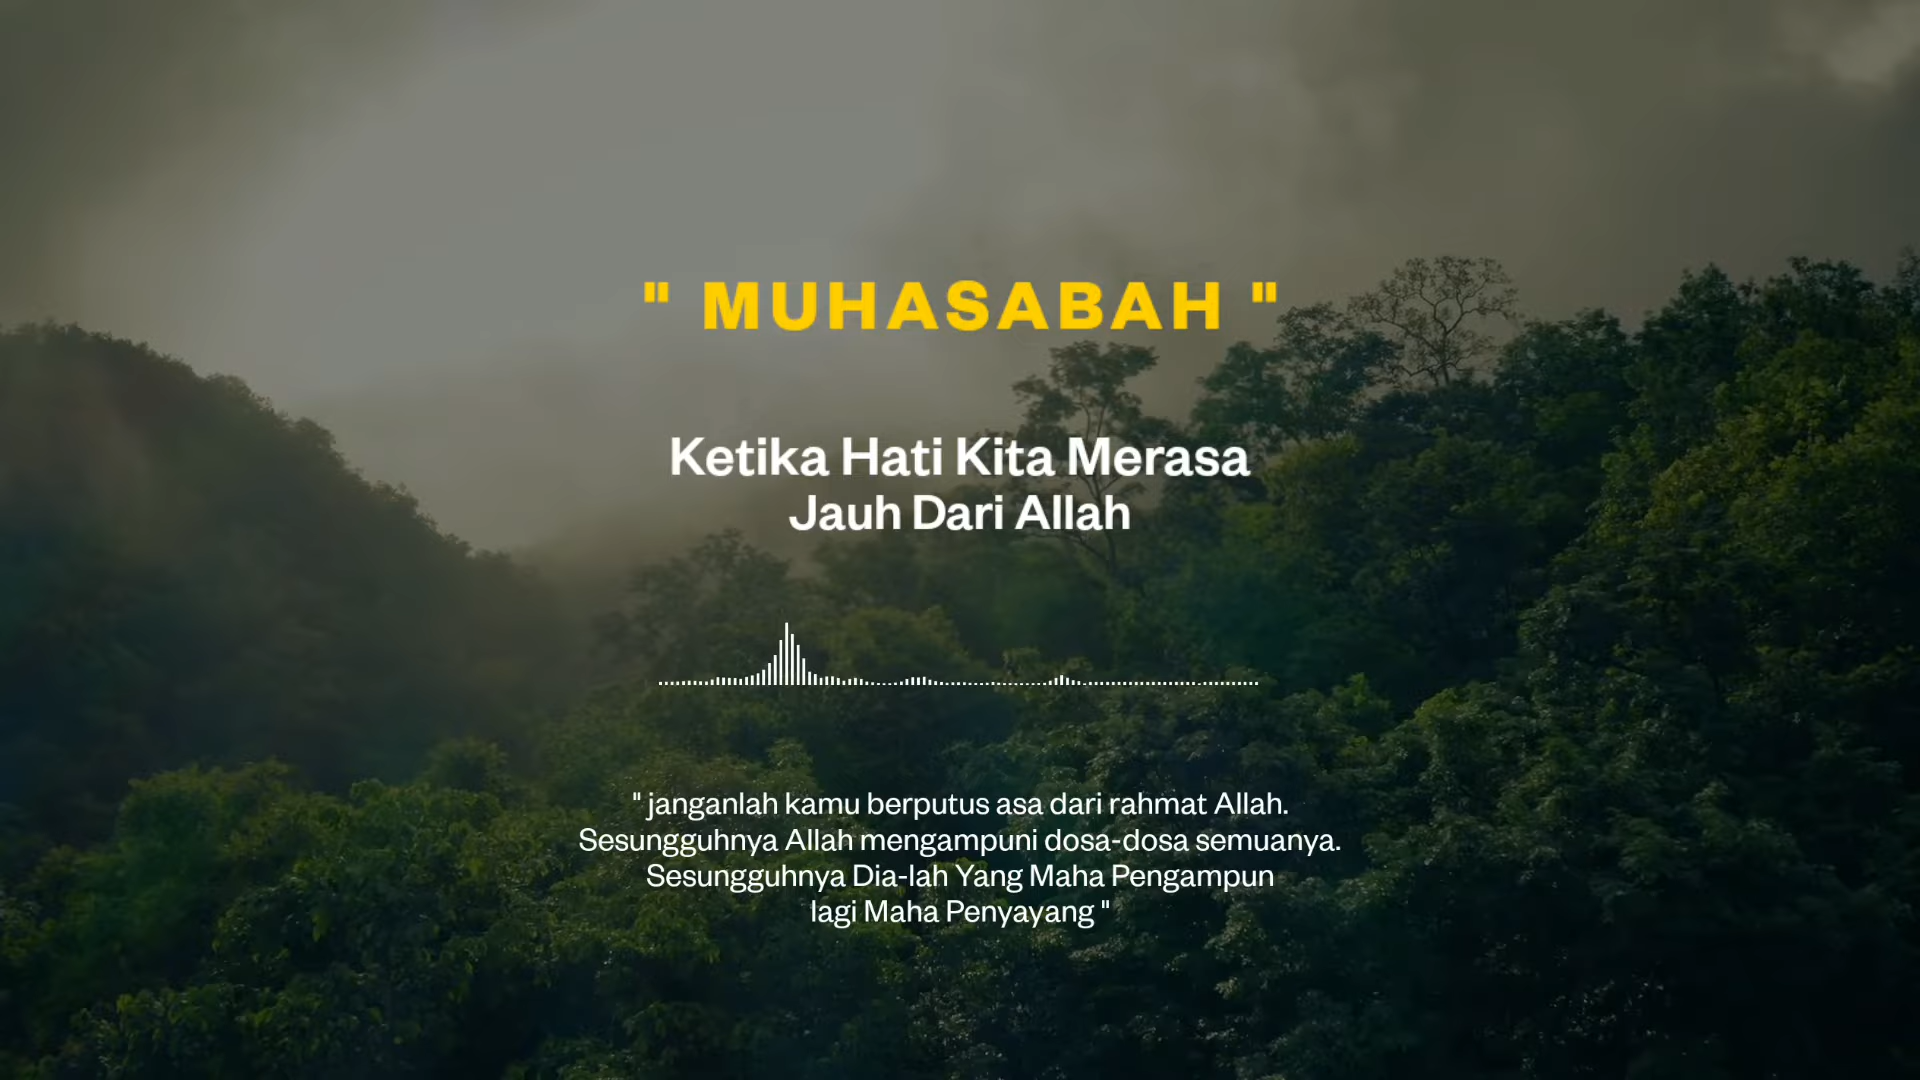 " MUHASABAH "
Ketika Hati Kita Merasa
Jauh Dari Allah
" janganlah kamu berputus asa dari rahmat Allah.
Sesungguhnya Allah mengampuni dosa-dosa semuanya.
Sesungguhnya Dia-lah Yang Maha Pengampun
lagi Maha Penyayang "